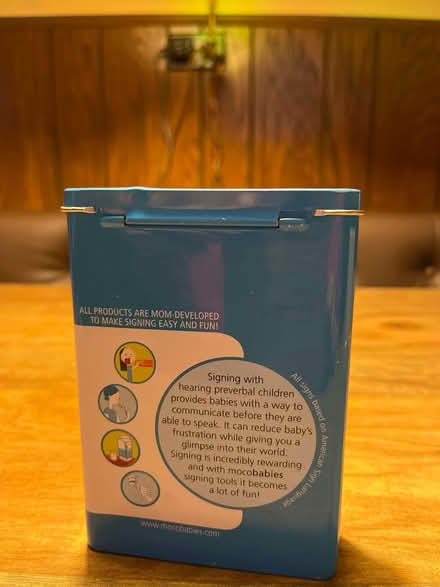 ALL PRODUCTS ARE MOM-DEVELOPED
TO MAKE SIGNING EASY AND FUN!
Signing with
hearing preverbal children
provides babies with a way to
communicate before they are
able to speak. It can reduce baby's
frustration while giving you a
glimpse into their world.
Signing is incredibly rewarding
and with mocobabies
signing tools it becomes
a lot of fun!
All signs based on American Sign Language
www.mocobabies.com